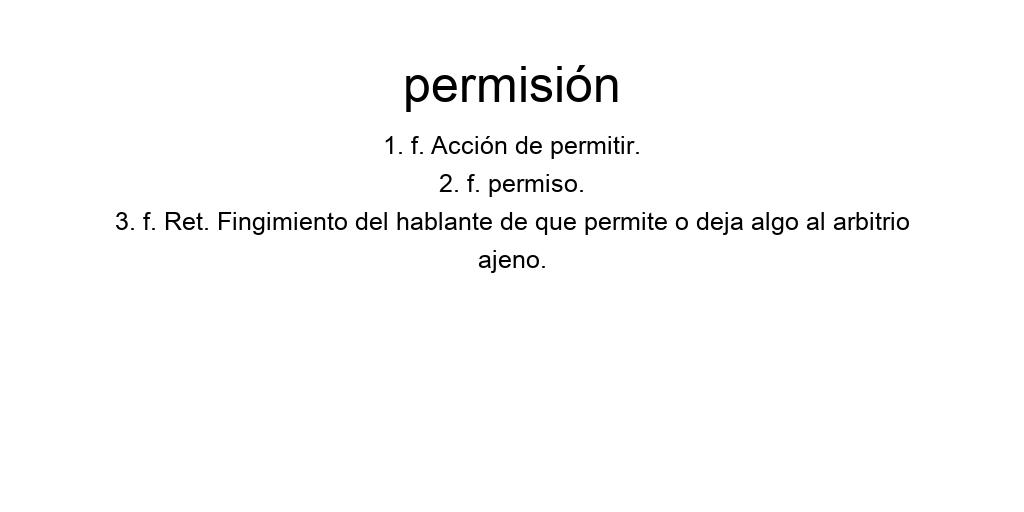 permisión
1. f. Acción de permitir.
2. f. permiso.
3. f. Ret. Fingimiento del hablante de que permite o deja algo al arbitrio
ajeno.